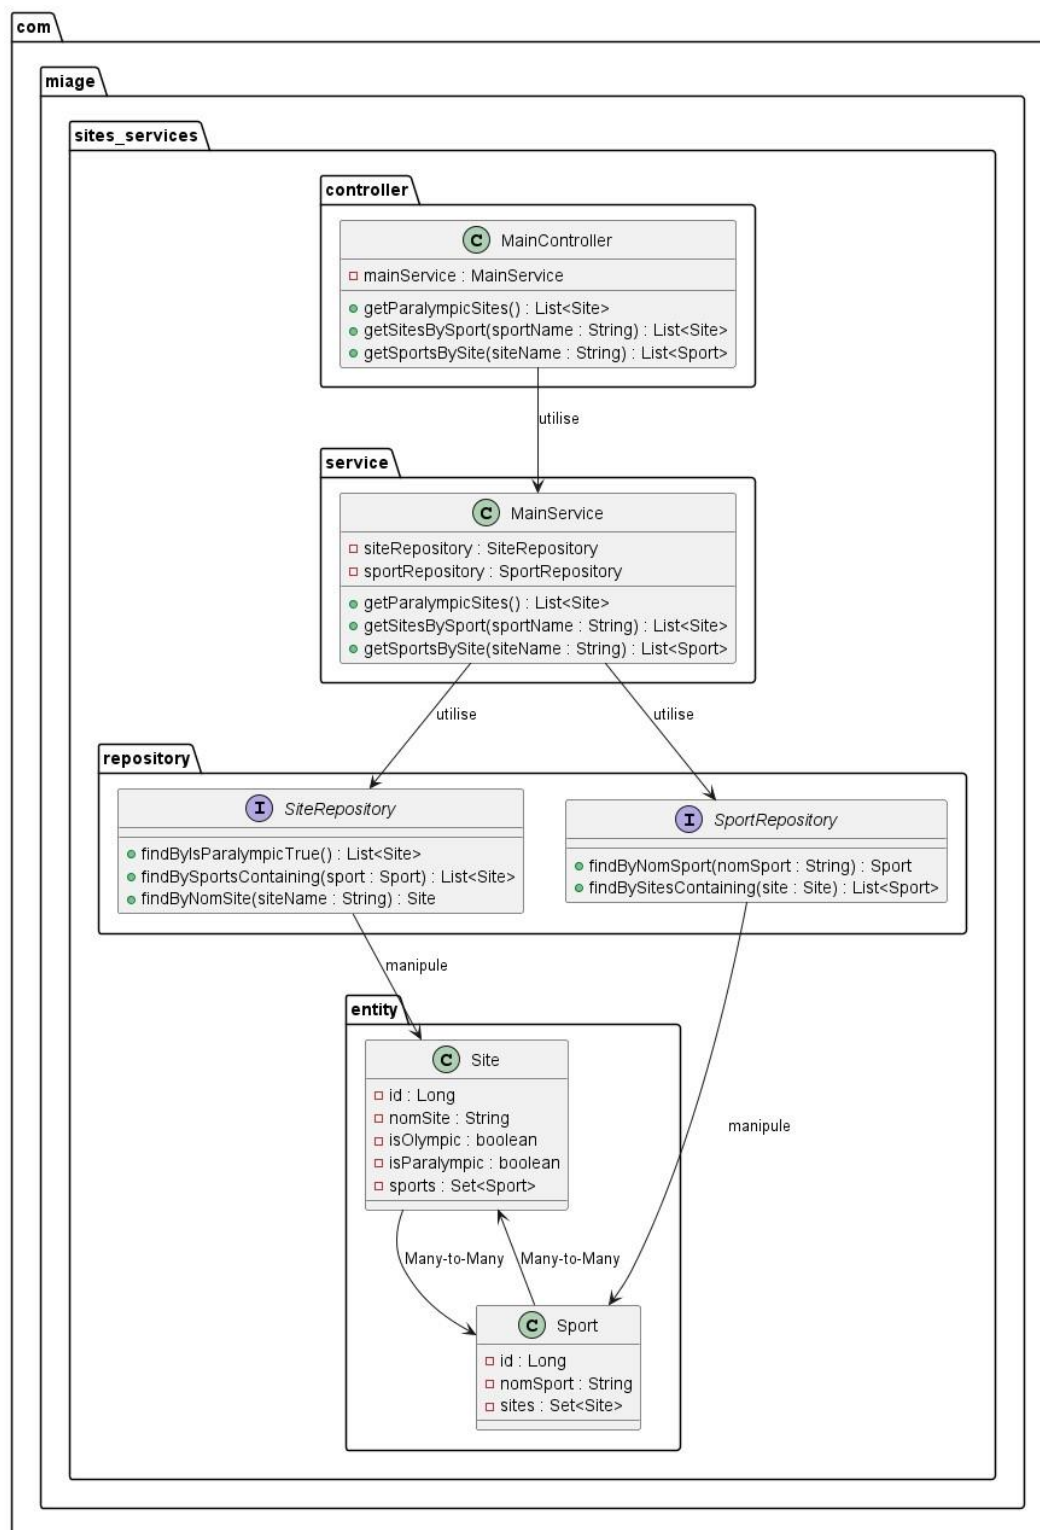 com
miage
sites_services
controller
C MainController
mainService : MainService
getParalympicSites() : List<Site>
getSitesBySport(sportName : String) : List<Site>
getSportsBySite(siteName : String) : List<Sport>
utilise
service
C MainService
siteRepository : SiteRepository
sportRepository : SportRepository
getParalympicSites() : List<Site>
getSitesBySport(sportName : String) : List<Site>
getSportsBySite(siteName : String) : List<Sport>
utilise
utilise
repository
I SiteRepository
findByIsParalympicTrue() : List<Site>
findBySportsContaining(sport : Sport) : List<Site>
findByNomSite(siteName : String) : Site
I SportRepository
findByNomSport(nomSport : String) : Sport
findBySitesContaining(site : Site) : List<Sport>
manipule
entity
C Site
id : Long
nomSite : String
isOlympic : boolean
isParalympic : boolean
sports : Set<Sport>
manipule
Many-to-Many
Many-to-Many
C Sport
id : Long
nomSport : String
sites : Set<Site>